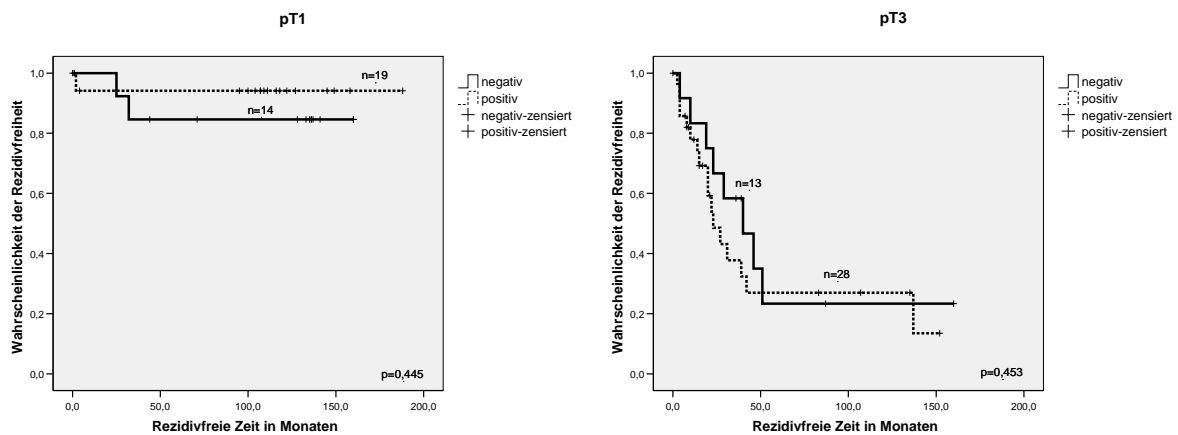 pT1
Wahrscheinlichkeit der Rezidivfreiheit
1,0
0,8
0,6
0,4
0,2
0,0
n=19
n=14
p=0,445
0,0 50,0 100,0 150,0 200,0
Rezidivfreie Zeit in Monaten
negativ
positiv
negativ-zensiert
positiv-zensiert
pT3
Wahrscheinlichkeit der Rezidivfreiheit
1,0
0,8
0,6
0,4
0,2
0,0
n=13
n=28
p=0,453
0,0 50,0 100,0 150,0 200,0
Rezidivfreie Zeit in Monaten
negativ
positiv
negativ-zensiert
positiv-zensiert